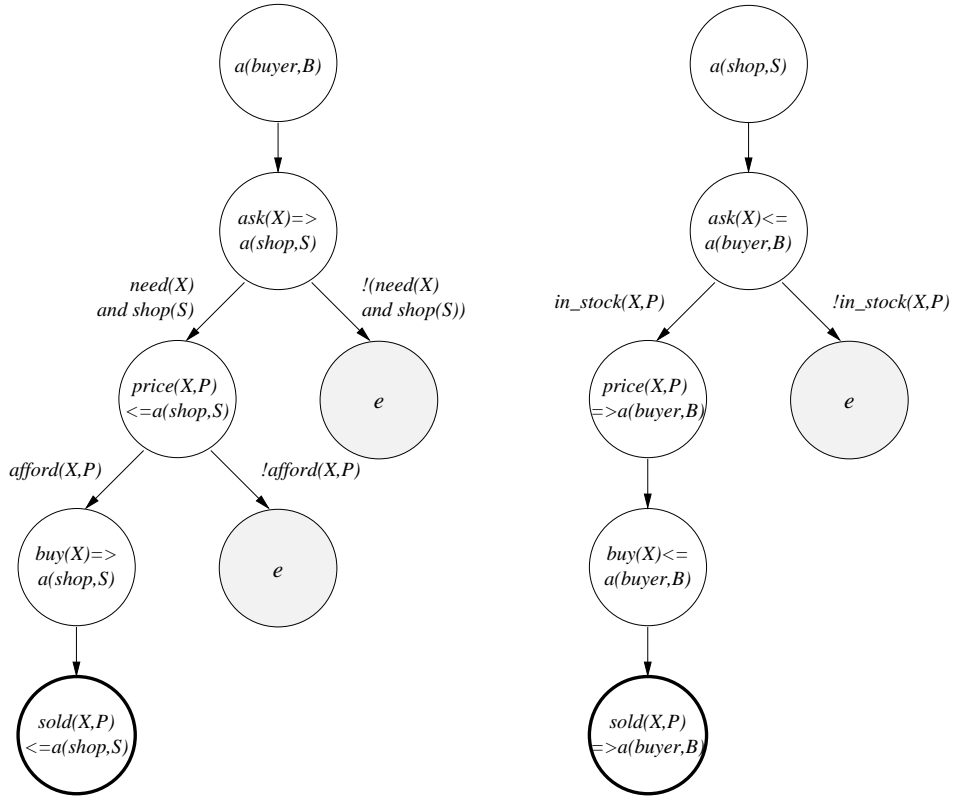 a(buyer,B)
ask(X)=>
a(shop,S)
need(X)
and shop(S)
!(need(X)
and shop(S))
price(X,P)
<=a(shop,S)
e
afford(X,P)
!afford(X,P)
buy(X)=>
a(shop,S)
e
sold(X,P)
<=a(shop,S)
a(shop,S)
ask(X)<=
a(buyer,B)
in_stock(X,P)
!in_stock(X,P)
price(X,P)
=>a(buyer,B)
e
buy(X)<=
a(buyer,B)
sold(X,P)
=>a(buyer,B)